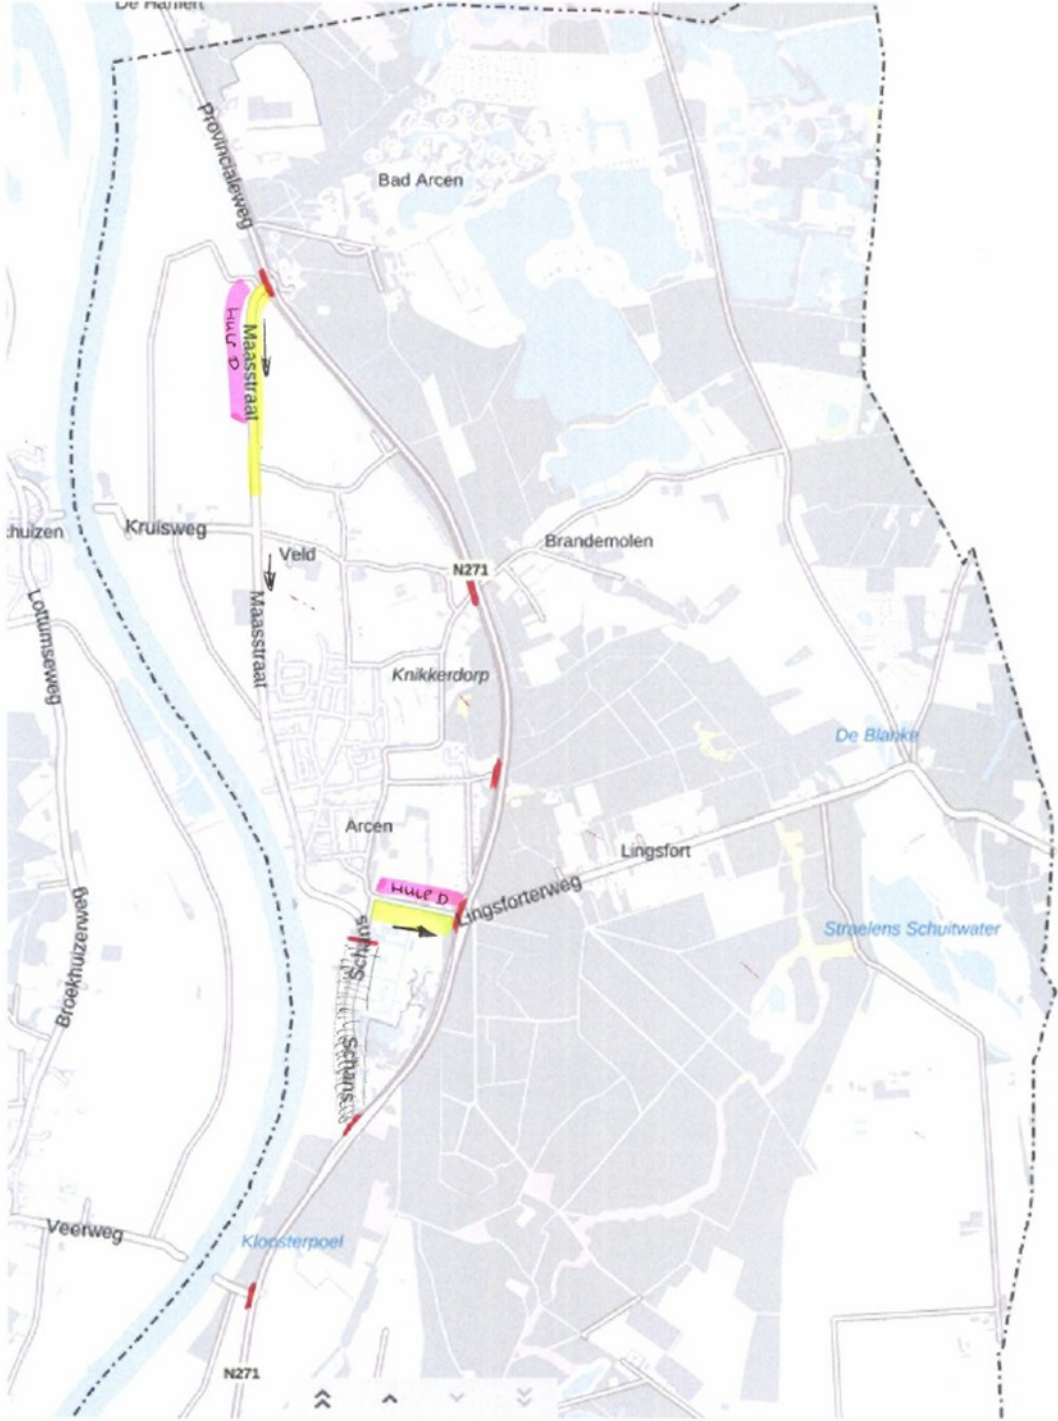 De Hamert
Provincialeweg
Bad Arcen
HULP D
Maasstraat
chuizen
Kruisweg
Veld
Brandemolen
N271
Lottumseweg
Maasstraat
Knikkerdorp
De Blanke
Arcen
Lingsfort
HULP D
Lingsforterweg
Schans
Straelens Schuitwater
Broekhuizerweg
Schans
Veerweg
Kloosterpoel
N271